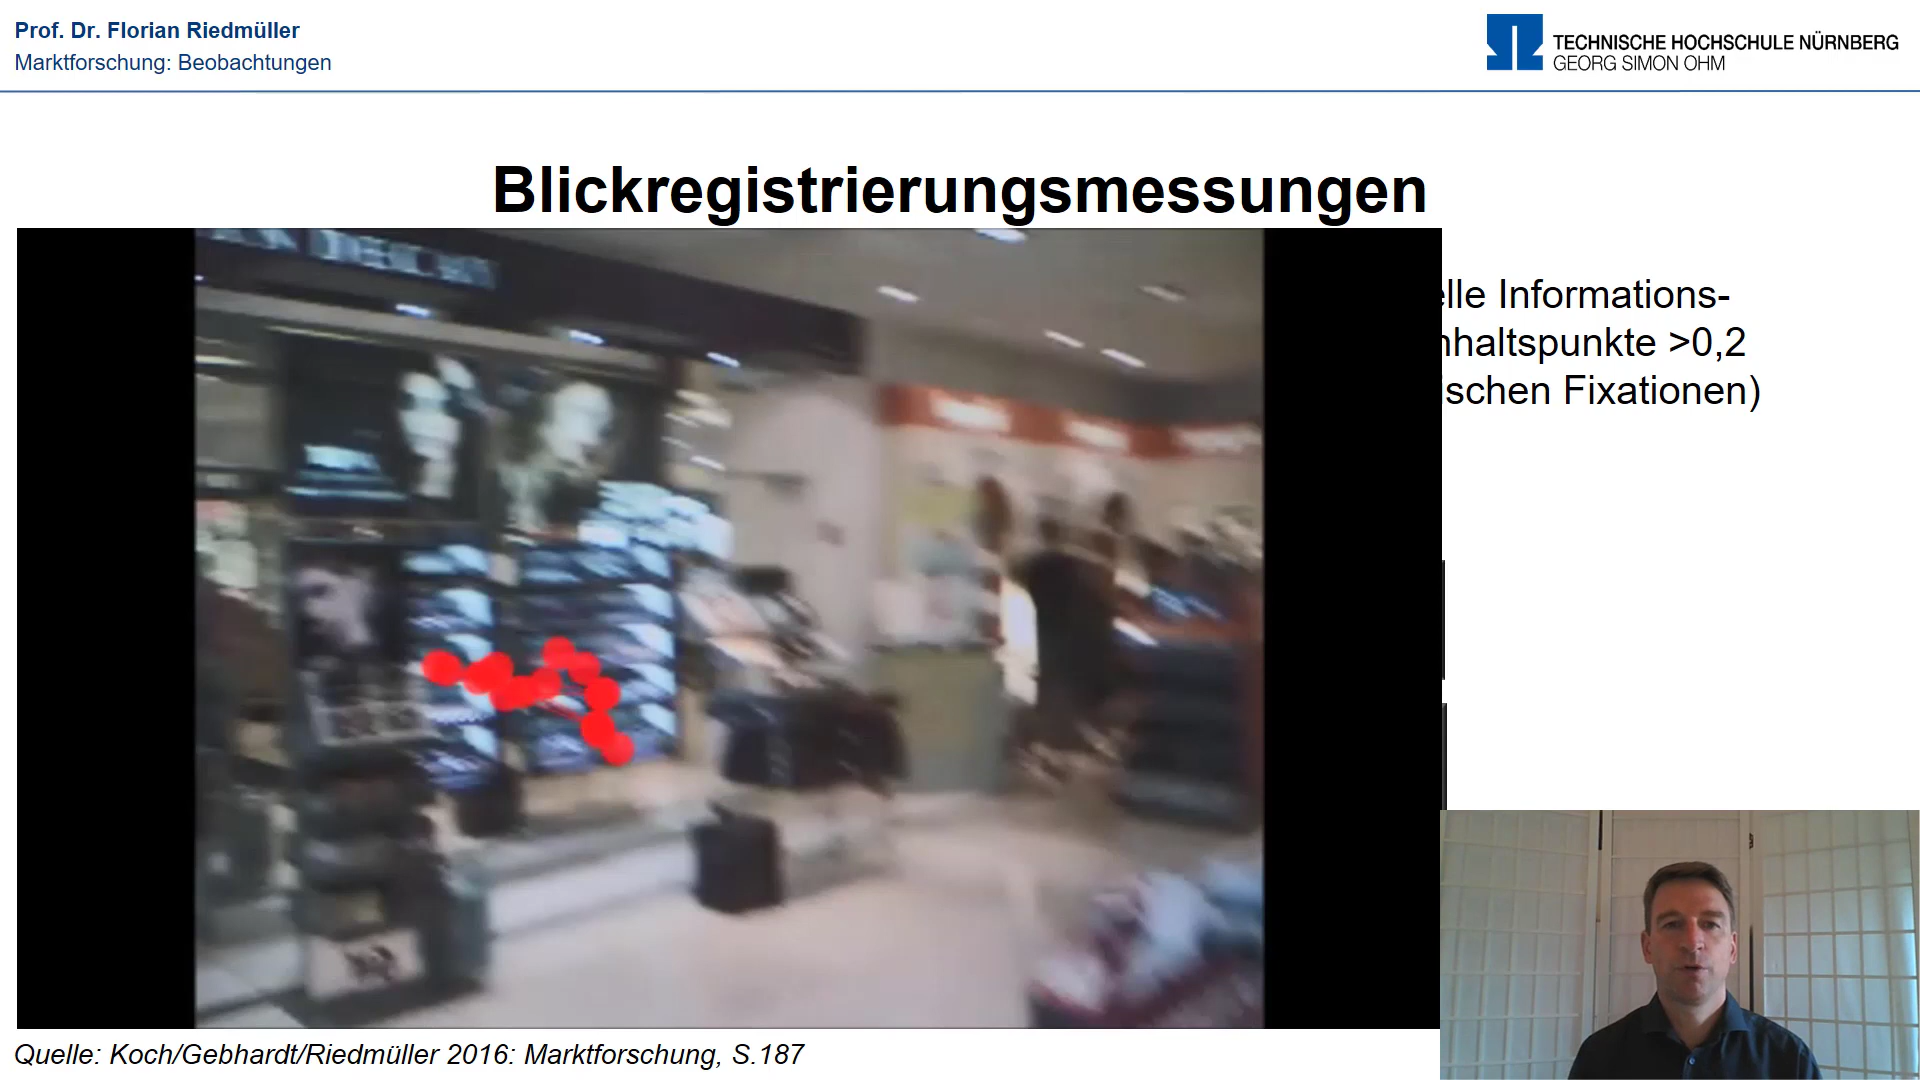 Prof. Dr. Florian Riedmüller
Marktforschung: Beobachtungen
TECHNISCHE HOCHSCHULE NÜRNBERG
GEORG SIMON OHM
Blickregistrierungsmessungen
elle Informations-
nhaltspunkte >0,2
ischen Fixationen)
Quelle: Koch/Gebhardt/Riedmüller 2016: Marktforschung, S.187